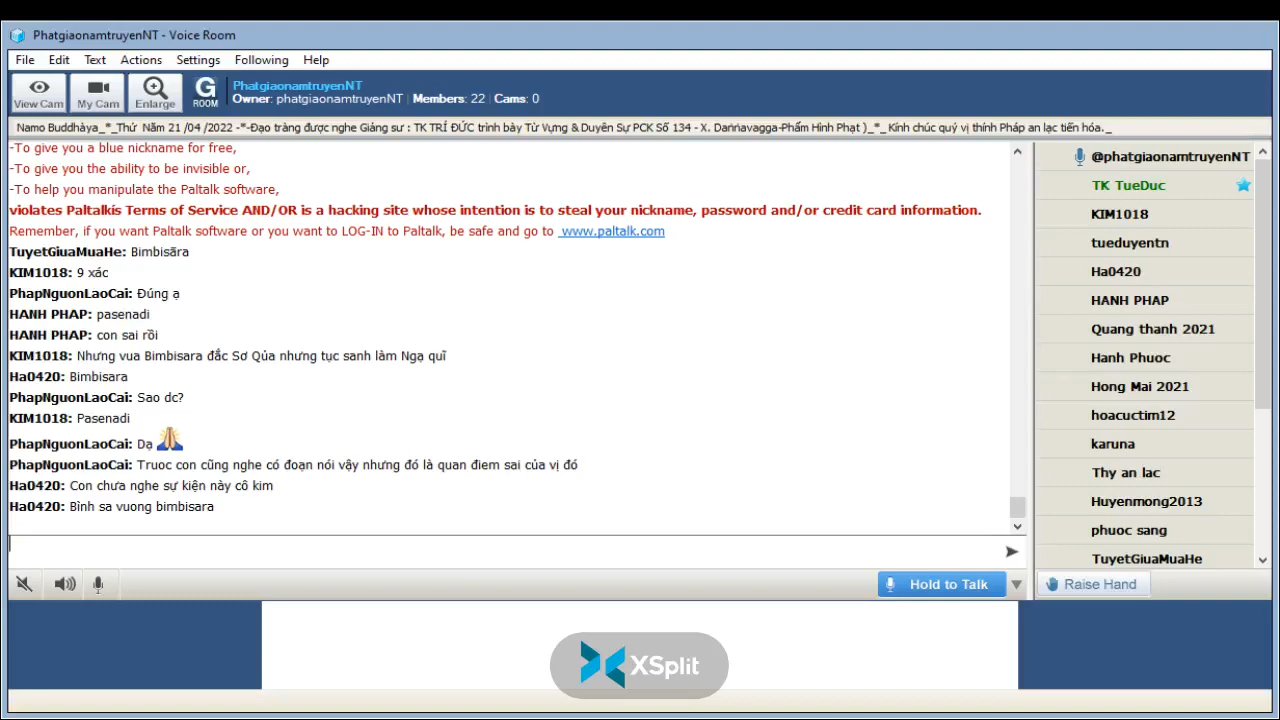 PhatgiaonamtruyenNT - Voice Room
File Edit Text Actions Settings Following Help
View Cam My Cam Enlarge G ROOM
PhatgiaonamtruyenNT
Owner: phatgiaonamtruyenNT Members: 22 Cams: 0
Namo Buddhàya_*_Thứ Năm 21 /04 /2022 -*-Đạo tràng được nghe Giảng sư : TK TRÍ ĐỨC trình bày Từ Vựng & Duyên Sự PCK Số 134 - X. Daṇṇavagga-Phẩm Hình Phạt )_*_ Kính chúc quý vị thính Pháp an lạc tiến hóa._
-To give you a blue nickname for free,
-To give you the ability to be invisible or,
-To help you manipulate the Paltalk software,
violates Paltalkís Terms of Service AND/OR is a hacking site whose intention is to steal your nickname, password and/or credit card information.
Remember, if you want Paltalk software or you want to LOG-IN to Paltalk, be safe and go to www.paltalk.com
TuyetGiuaMuaHe: Bimbisāra
KIM1018: 9 xác
PhapNguonLaoCai: Đúng ạ
HANH PHAP: pasenadi
HANH PHAP: con sai rồi
KIM1018: Nhưng vua Bimbisara đắc Sơ Qủa nhưng tục sanh làm Ngạ quĩ
Ha0420: Bimbisara
PhapNguonLaoCai: Sao dc?
KIM1018: Pasenadi
PhapNguonLaoCai: Dạ
PhapNguonLaoCai: Truoc con cũng nghe có đoạn nói vậy nhưng đó là quan điem sai của vị đó
Ha0420: Con chưa nghe sự kiện này cô kim
Ha0420: Bình sa vuong bimbisara
@phatgiaonamtruyenNT
TK TueDuc
KIM1018
tueduyentn
Ha0420
HANH PHAP
Quang thanh 2021
Hanh Phuoc
Hong Mai 2021
hoacuctim12
karuna
Thy an lac
Huyenmong2013
phuoc sang
TuyetGiuaMuaHe
Hold to Talk
Raise Hand
XSplit